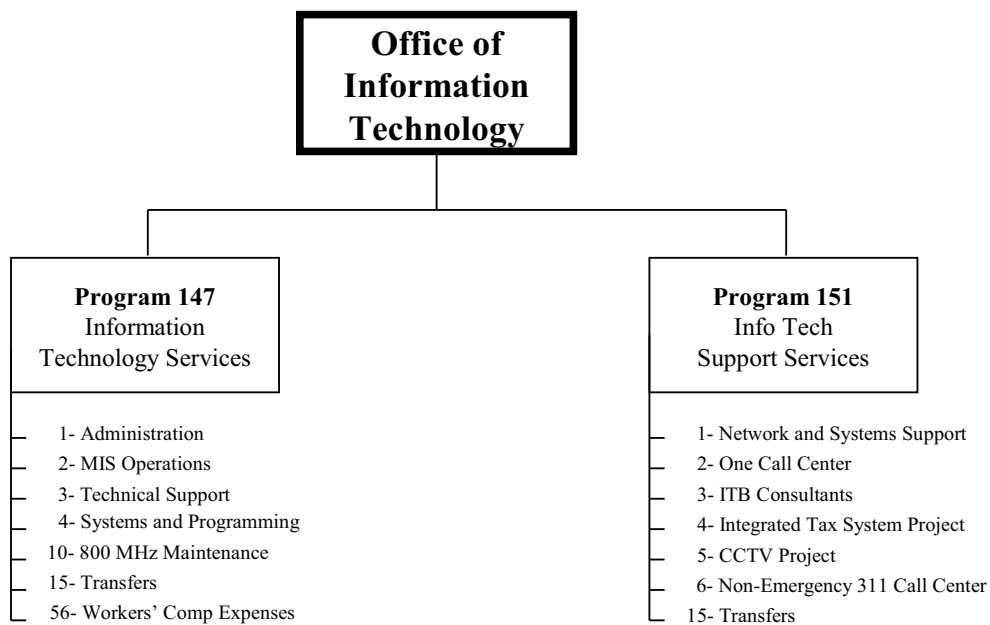 Office of
Information
Technology
Program 147
Information
Technology Services
1- Administration
2- MIS Operations
3- Technical Support
4- Systems and Programming
10- 800 MHz Maintenance
15- Transfers
56- Workers’ Comp Expenses
Program 151
Info Tech
Support Services
1- Network and Systems Support
2- One Call Center
3- ITB Consultants
4- Integrated Tax System Project
5- CCTV Project
6- Non-Emergency 311 Call Center
15- Transfers